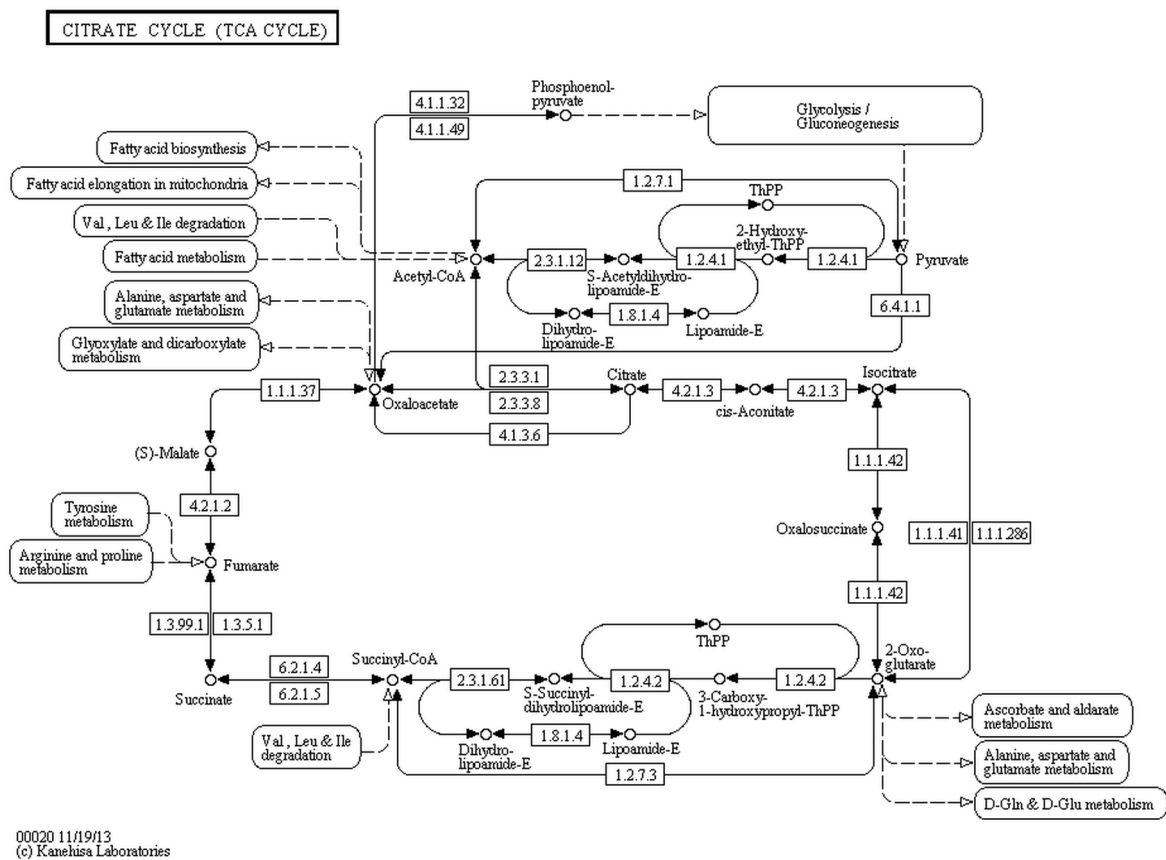 CITRATE CYCLE (TCA CYCLE)
Phosphoenol-
pyruvate
4.1.1.32
4.1.1.49
Glycolysis /
Gluconeogenesis
Fatty acid biosynthesis
Fatty acid elongation in mitochondria
Val , Leu & Ile degradation
Fatty acid metabolism
Alanine, aspartate and
glutamate metabolism
Glyoxylate and dicarboxylate
metabolism
1.2.7.1
ThPP
2-Hydroxy-
ethyl-ThPP
2.3.1.12
1.2.4.1
1.2.4.1
Acetyl-CoA
S-Acetyldihydro-
lipoamide-E
Pyruvate
6.4.1.1
1.8.1.4
Dihydro-
lipoamide-E
Lipoamide-E
1.1.1.37
Oxaloacetate
2.3.3.1
2.3.3.8
4.1.3.6
Citrate
4.2.1.3
cis-Aconitate
4.2.1.3
Isocitrate
(S)-Malate
1.1.1.42
4.2.1.2
Tyrosine
metabolism
Arginine and proline
metabolism
Fumarate
Oxalosuccinate
1.1.1.41
1.1.1.286
1.1.1.42
1.3.99.1
1.3.5.1
ThPP
Succinate
6.2.1.4
6.2.1.5
Succinyl-CoA
2.3.1.61
1.2.4.2
1.2.4.2
2-Oxo-
glutarate
S-Succinyl-
dihydrolipoamide-E
3-Carboxy-
1-hydroxypropyl-ThPP
Val , Leu & Ile
degradation
1.8.1.4
Dihydro-
lipoamide-E
Lipoamide-E
1.2.7.3
Ascorbate and aldarate
metabolism
Alanine, aspartate and
glutamate metabolism
D-Gln & D-Glu metabolism
00020 11/19/13
(c) Kanehisa Laboratories